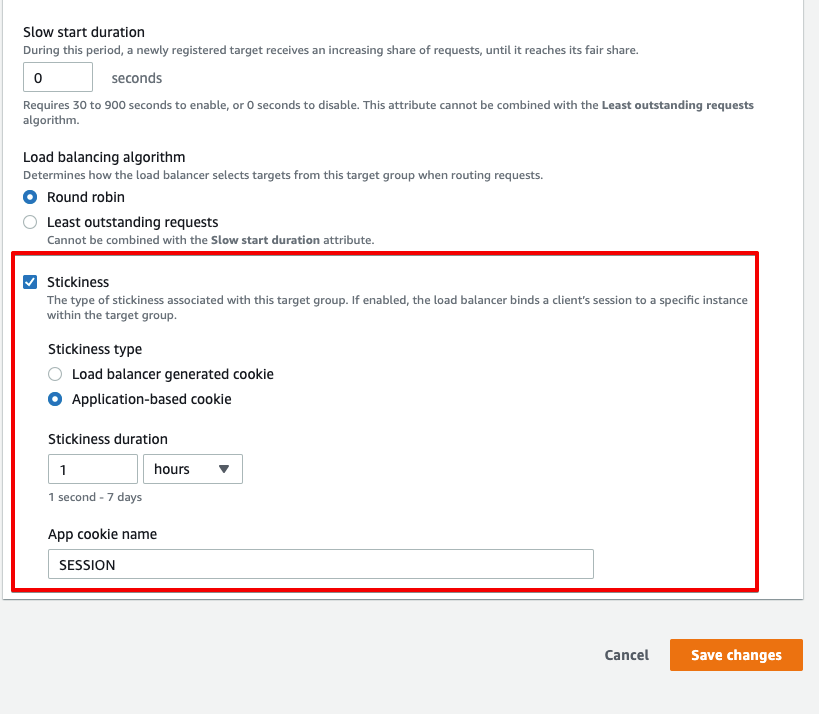 Slow start duration
During this period, a newly registered target receives an increasing share of requests, until it reaches its fair share.
0 seconds
Requires 30 to 900 seconds to enable, or 0 seconds to disable. This attribute cannot be combined with the Least outstanding requests
algorithm.
Load balancing algorithm
Determines how the load balancer selects targets from this target group when routing requests.
Round robin
Least outstanding requests
Cannot be combined with the Slow start duration attribute.
Stickiness
The type of stickiness associated with this target group. If enabled, the load balancer binds a client's session to a specific instance
within the target group.
Stickiness type
Load balancer generated cookie
Application-based cookie
Stickiness duration
1 hours
1 second - 7 days
App cookie name
SESSION
Cancel Save changes